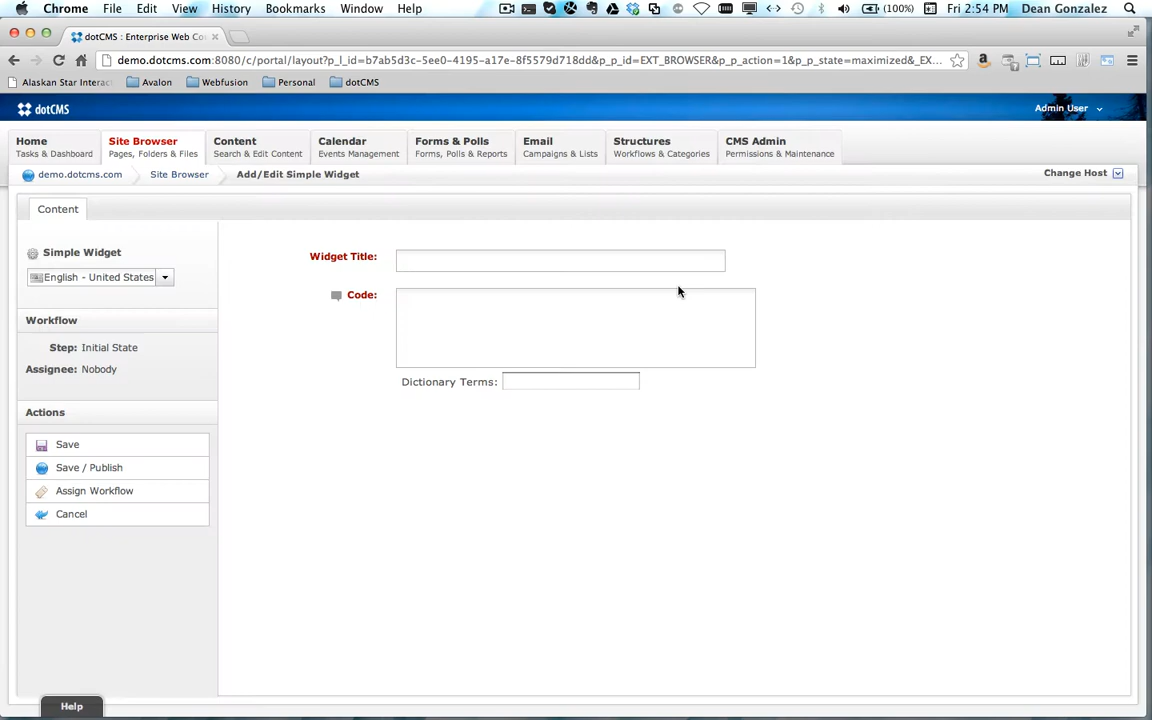 Chrome File Edit View History Bookmarks Window Help (100%) Fri 2:54 PM Dean Gonzalez
dotCMS : Enterprise Web Co
demo.dotcms.com:8080/c/portal/layout?p_l_id=b7ab5d3c-5ee0-4195-a17e-8f5579d718dd&p_p_id=EXT_BROWSER&p_p_action=1&p_p_state=maximized&_EX...
Alaskan Star Interac Avalon Webfusion Personal dotCMS
dotCMS Admin User
Home Site Browser Content Calendar Forms & Polls Email Structures CMS Admin
Tasks & Dashboard Pages, Folders & Files Search & Edit Content Events Management Forms, Polls & Reports Campaigns & Lists Workflows & Categories Permissions & Maintenance
demo.dotcms.com Site Browser Add/Edit Simple Widget Change Host
Content
Simple Widget
English - United States
Widget Title:
Code:
Dictionary Terms:
Workflow
Step: Initial State
Assignee: Nobody
Actions
Save
Save / Publish
Assign Workflow
Cancel
Help